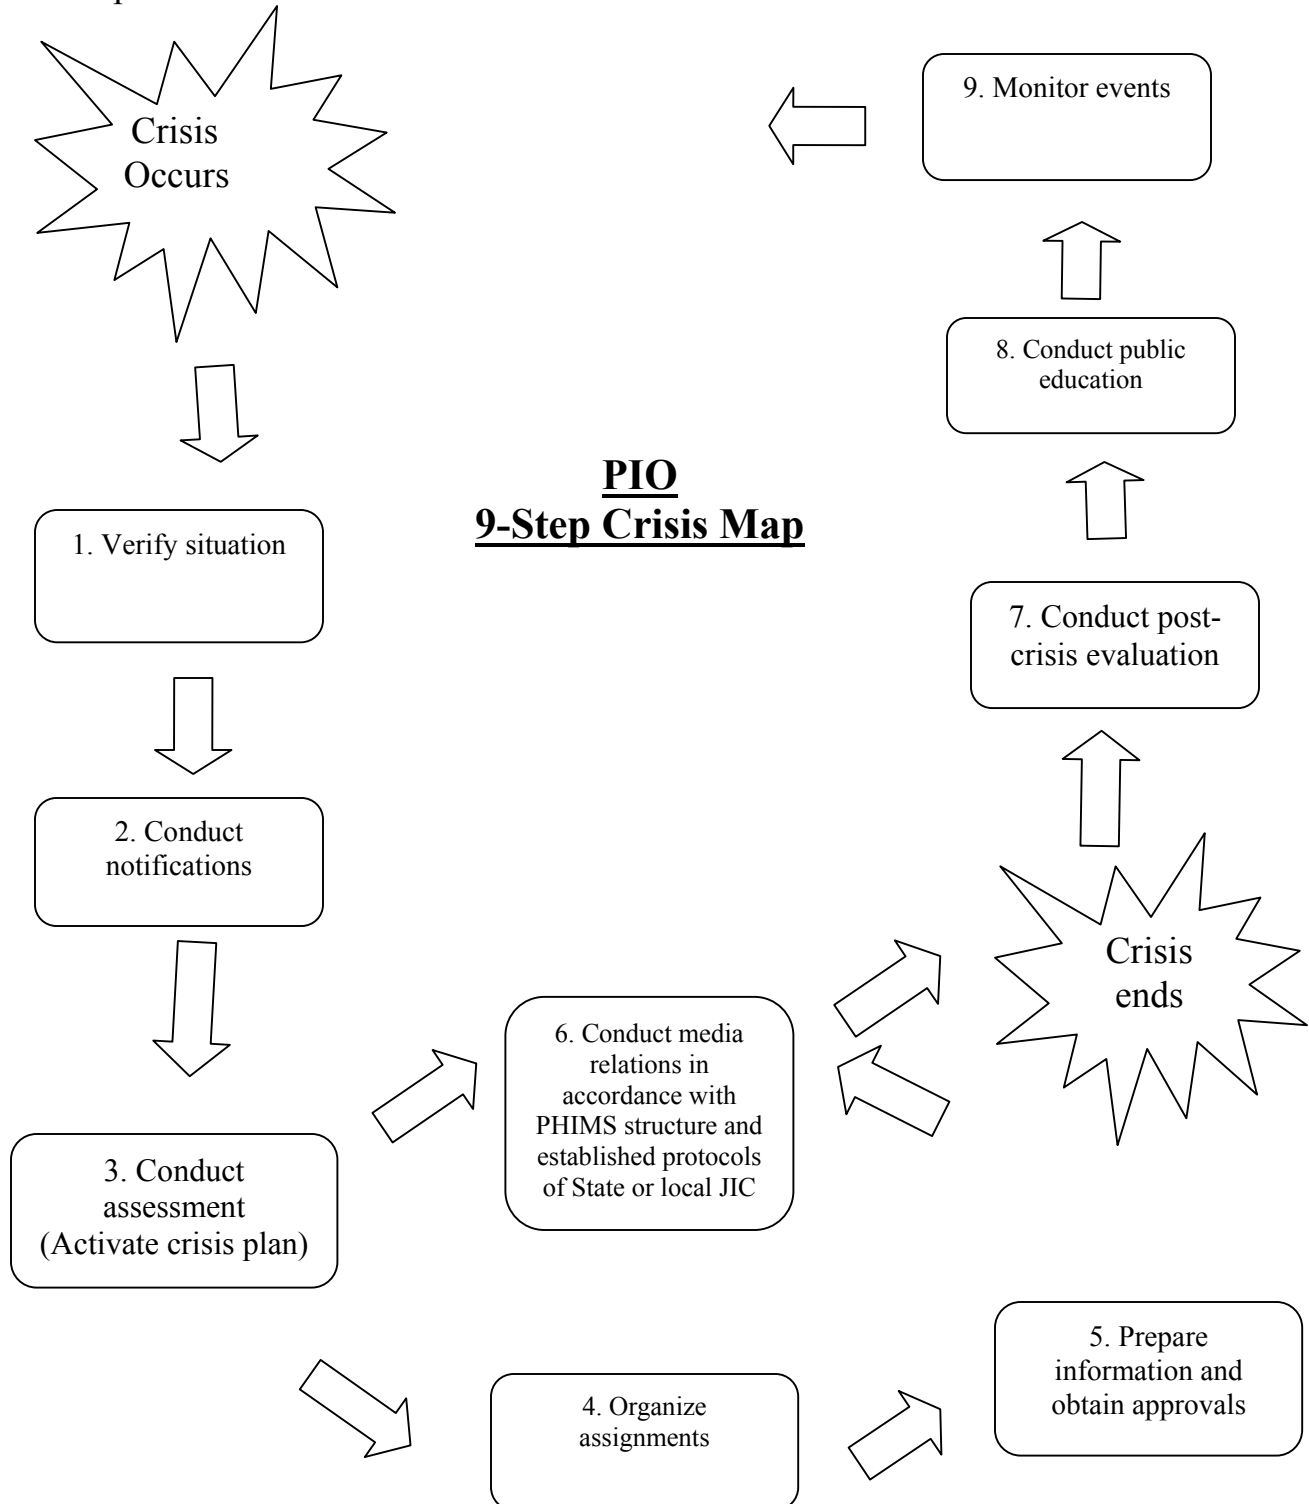 Crisis
Occurs
9. Monitor events
8. Conduct public
education
PIO
9-Step Crisis Map
1. Verify situation
7. Conduct post-
crisis evaluation
2. Conduct
notifications
Crisis
ends
6. Conduct media
relations in
accordance with
PHIMS structure and
established protocols
of State or local JIC
3. Conduct
assessment
(Activate crisis plan)
5. Prepare
information and
obtain approvals
4. Organize
assignments